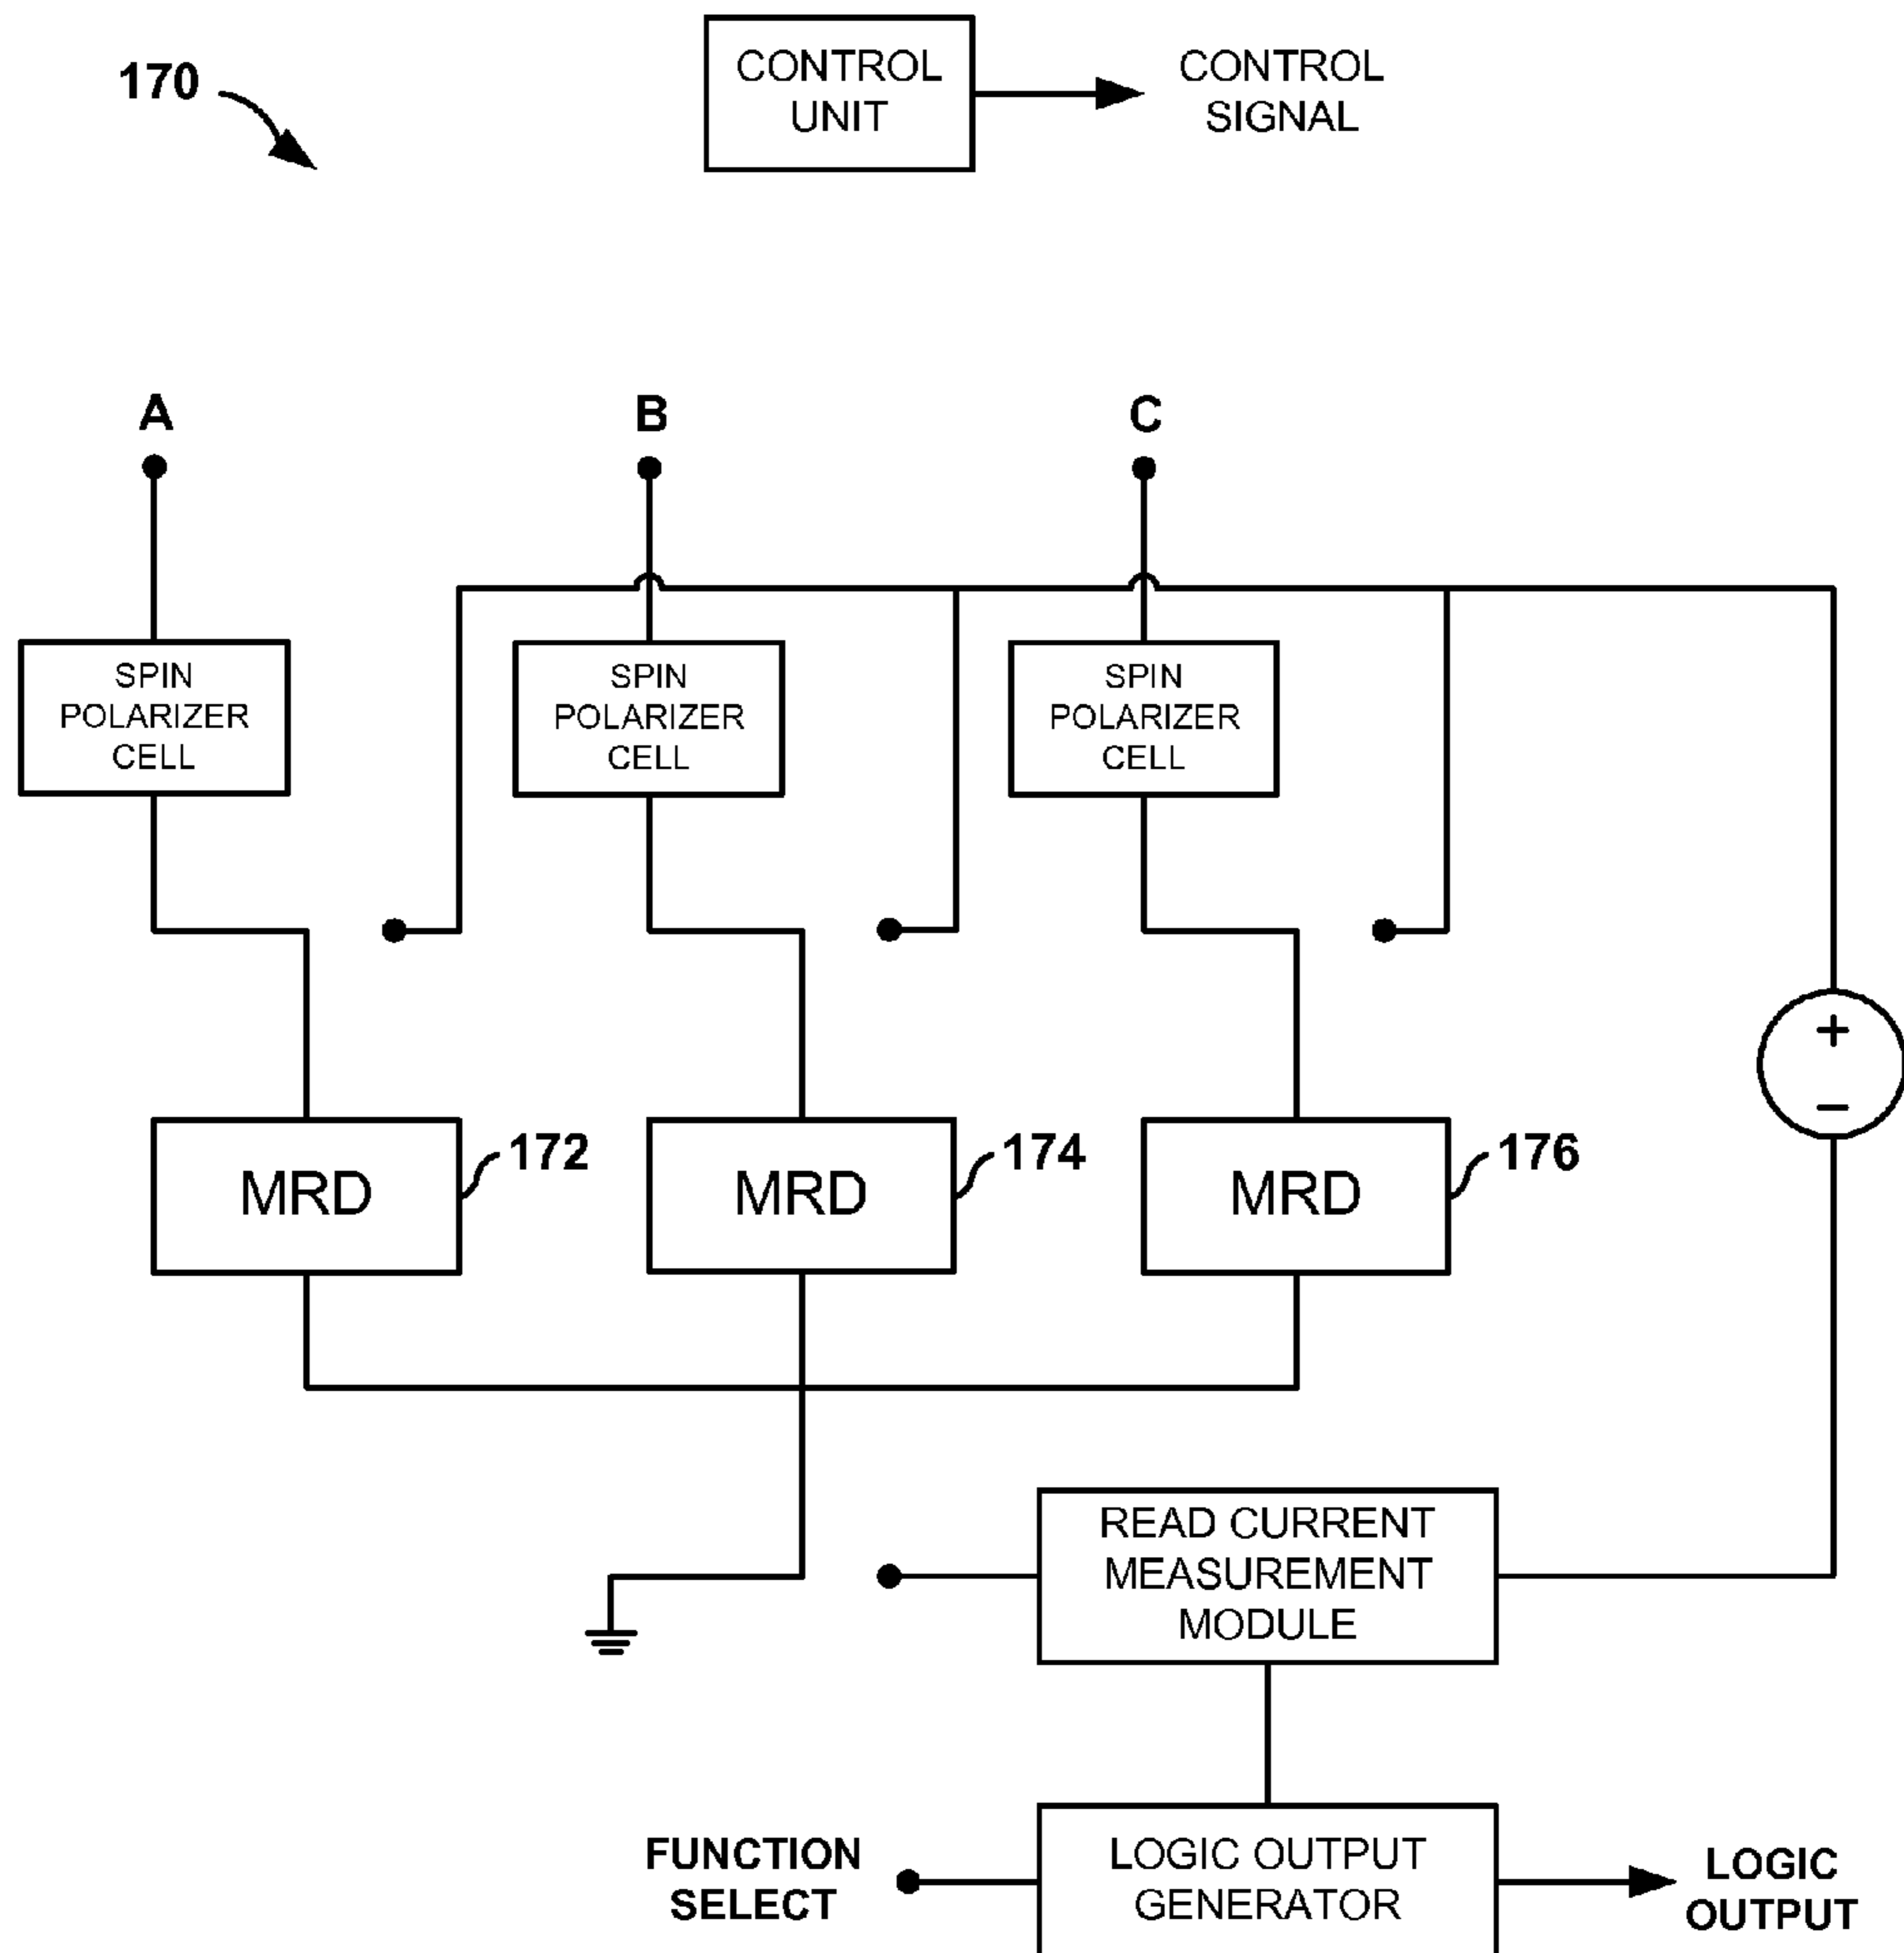 170
CONTROL
UNIT
CONTROL
SIGNAL
A
B
C
SPIN
POLARIZER
CELL
SPIN
POLARIZER
CELL
SPIN
POLARIZER
CELL
+
−
MRD
172
MRD
174
MRD
176
READ CURRENT
MEASUREMENT
MODULE
FUNCTION
SELECT
LOGIC OUTPUT
GENERATOR
LOGIC
OUTPUT